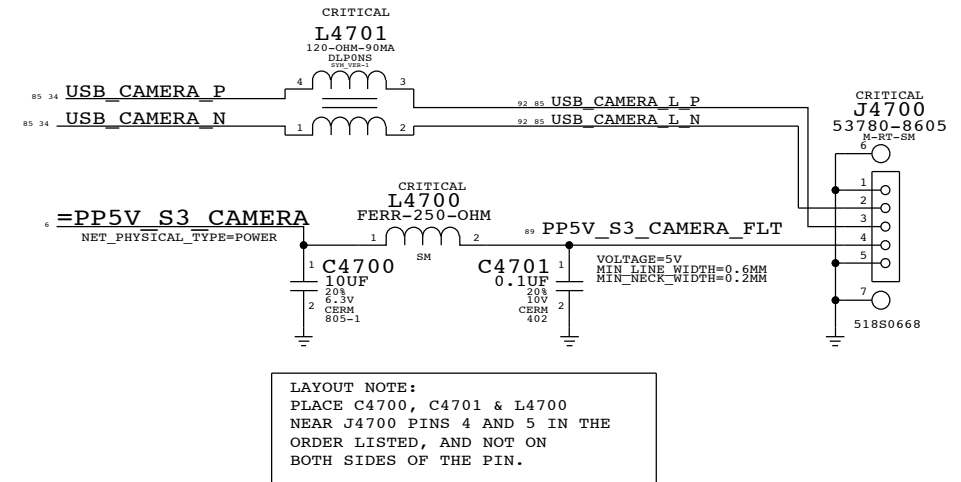 CRITICAL
L4701
120-OHM-90MA
DLP0NS
SYM_VER-1
4 3
85 34 USB_CAMERA_P
92 85 USB_CAMERA_L_P
85 34 USB_CAMERA_N
1 2
92 85 USB_CAMERA_L_N
CRITICAL
J4700
53780-8605
M-RT-SM
6
1
2
3
4
5
7
518S0668
CRITICAL
L4700
FERR-250-OHM
6 =PP5V_S3_CAMERA
NET_PHYSICAL_TYPE=POWER
1 2
SM
89 PP5V_S3_CAMERA_FLT
VOLTAGE=5V
MIN_LINE_WIDTH=0.6MM
MIN_NECK_WIDTH=0.2MM
1 C4700
10UF
20%
6.3V
2 CERM
805-1
C4701 1
0.1UF
20%
10V
CERM 2
402
LAYOUT NOTE:
PLACE C4700, C4701 & L4700
NEAR J4700 PINS 4 AND 5 IN THE
ORDER LISTED, AND NOT ON
BOTH SIDES OF THE PIN.